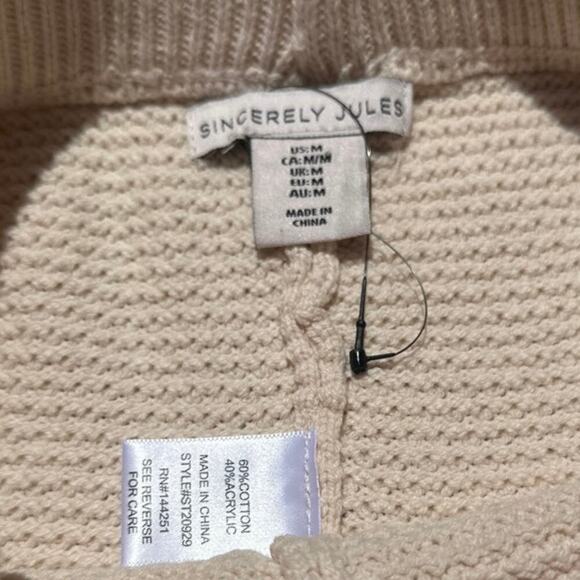 SINCERELY JULES
US: M
CA: M/M
UK: M
EU: M
AU: M
MADE IN
CHINA
60%COTTON
40%ACRYLIC
MADE IN CHINA
STYLE#ST20929
RN#144251
SEE REVERSE
FOR CARE